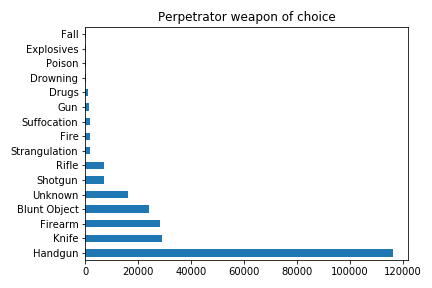 Perpetrator weapon of choice
Fall
Explosives
Poison
Drowning
Drugs
Gun
Suffocation
Fire
Strangulation
Rifle
Shotgun
Unknown
Blunt Object
Firearm
Knife
Handgun
0 20000 40000 60000 80000 100000 120000